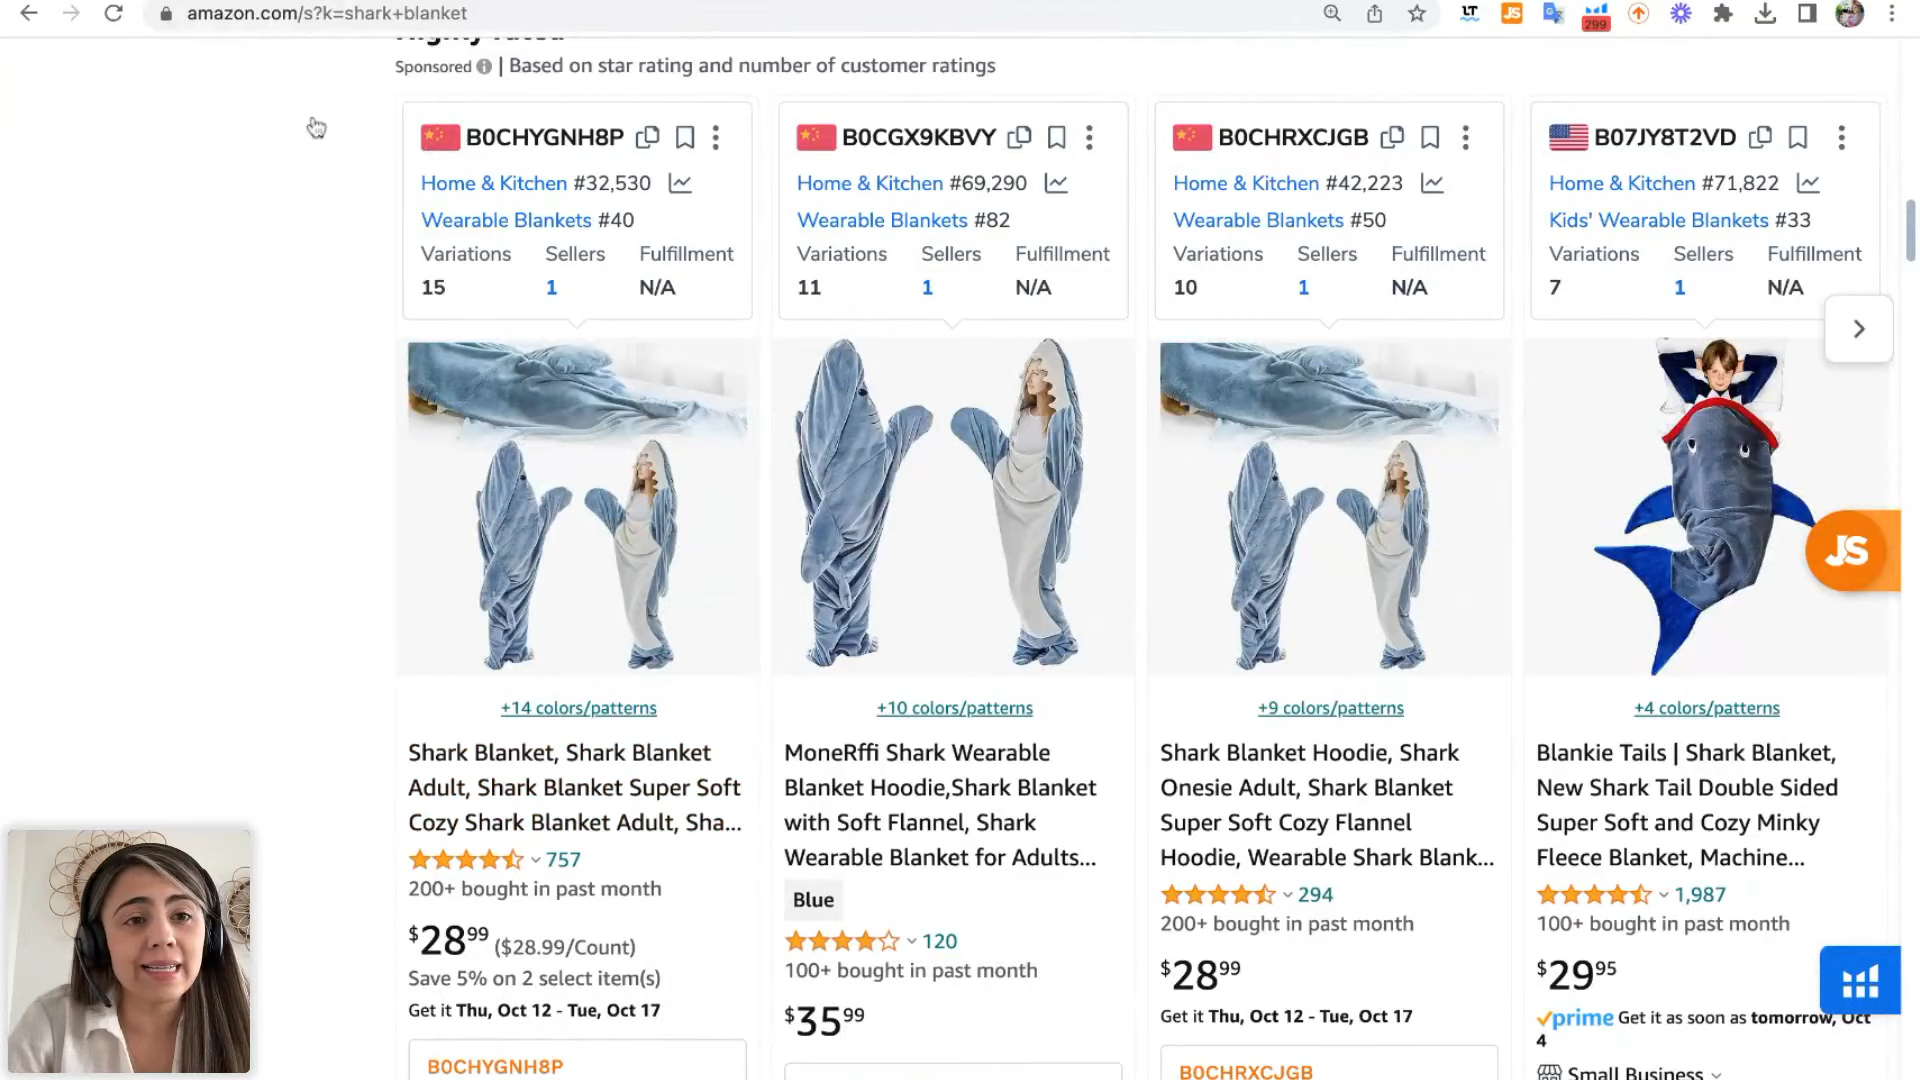 amazon.com/s?k=shark+blanket
LT
JS
299
Highly rated
Sponsored | Based on star rating and number of customer ratings
B0CHYGNH8P
Home & Kitchen #32,530
Wearable Blankets #40
Variations Sellers Fulfillment
15 1 N/A
B0CGX9KBVY
Home & Kitchen #69,290
Wearable Blankets #82
Variations Sellers Fulfillment
11 1 N/A
B0CHRXCJGB
Home & Kitchen #42,223
Wearable Blankets #50
Variations Sellers Fulfillment
10 1 N/A
B07JY8T2VD
Home & Kitchen #71,822
Kids' Wearable Blankets #33
Variations Sellers Fulfillment
7 1 N/A
JS
+14 colors/patterns
Shark Blanket, Shark Blanket
Adult, Shark Blanket Super Soft
Cozy Shark Blanket Adult, Sha...
757
200+ bought in past month
$28 99 ($28.99/Count)
Save 5% on 2 select item(s)
Get it Thu, Oct 12 - Tue, Oct 17
B0CHYGNH8P
+10 colors/patterns
MoneRffi Shark Wearable
Blanket Hoodie,Shark Blanket
with Soft Flannel, Shark
Wearable Blanket for Adults...
Blue
120
100+ bought in past month
$35 99
+9 colors/patterns
Shark Blanket Hoodie, Shark
Onesie Adult, Shark Blanket
Super Soft Cozy Flannel
Hoodie, Wearable Shark Blank...
294
200+ bought in past month
$28 99
Get it Thu, Oct 12 - Tue, Oct 17
B0CHRXCJGB
+4 colors/patterns
Blankie Tails | Shark Blanket,
New Shark Tail Double Sided
Super Soft and Cozy Minky
Fleece Blanket, Machine...
1,987
100+ bought in past month
$29 95
prime Get it as soon as tomorrow, Oct
4
Small Business